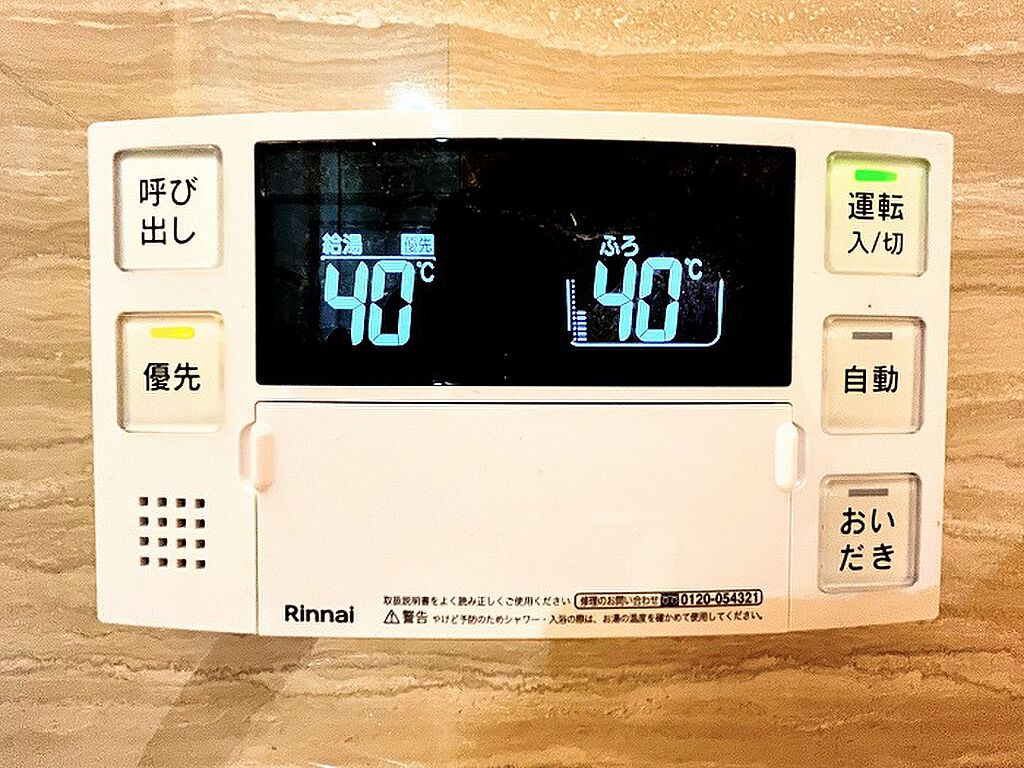 呼び
出し
優先
給湯 優先
40℃
ふろ
40℃
運転
入/切
自動
おい
だき
Rinnai
取扱説明書をよく読み正しくご使用ください
修理のお問い合わせ 0120-054321
⚠警告 やけど予防のためシャワー・入浴の際は、お湯の温度を確かめて使用してください。